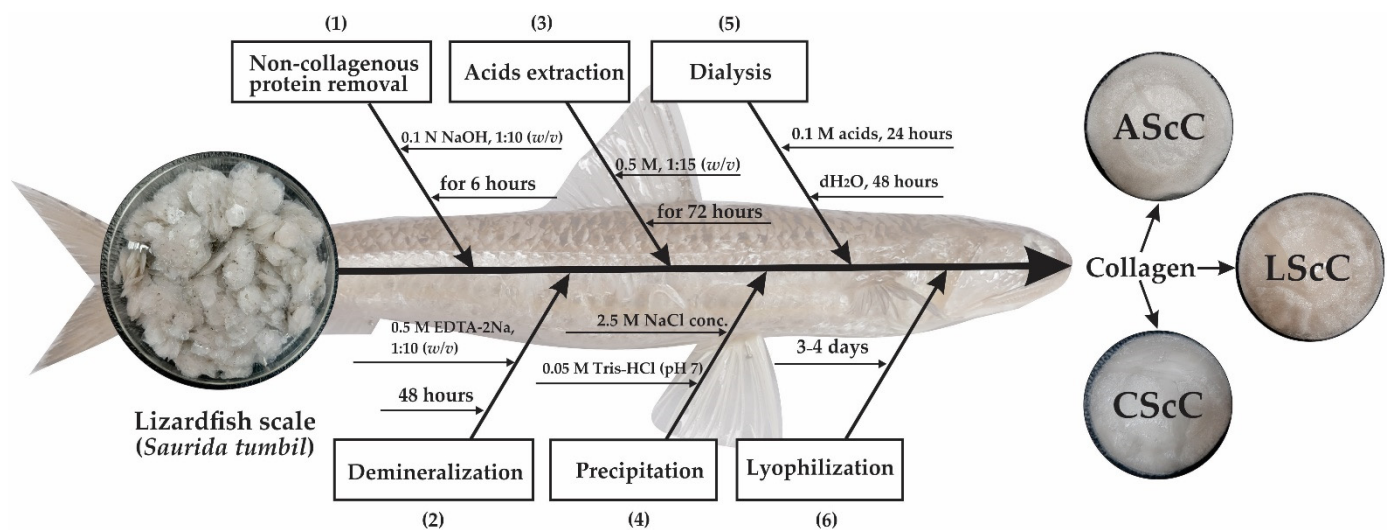 (1)
Non-collagenous
protein removal
0.1 N NaOH, 1:10 (w/v)
for 6 hours
(3)
Acids extraction
0.5 M, 1:15 (w/v)
for 72 hours
(5)
Dialysis
0.1 M acids, 24 hours
dH₂O, 48 hours
Lizardfish scale
(Saurida tumbil)
0.5 M EDTA-2Na,
1:10 (w/v)
48 hours
Demineralization
(2)
2.5 M NaCl conc.
0.05 M Tris-HCl (pH 7)
Precipitation
(4)
3-4 days
Lyophilization
(6)
Collagen
AScC
LScC
CScC